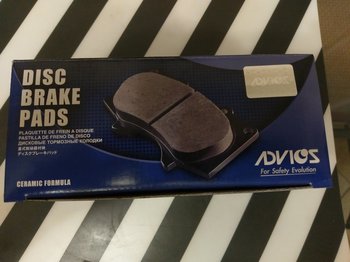 DISC
BRAKE
PADS
PLAQUETTE DE FREIN A DISQUE
PASTILLA DE FRENO DE DISCO
ДИСКОВЫЕ ТОРМОЗНЫЕ КОЛОДКИ
ディスクブレーキパッド
CERAMIC FORMULA
ADVICS
ADVICS
For Safety Evolution